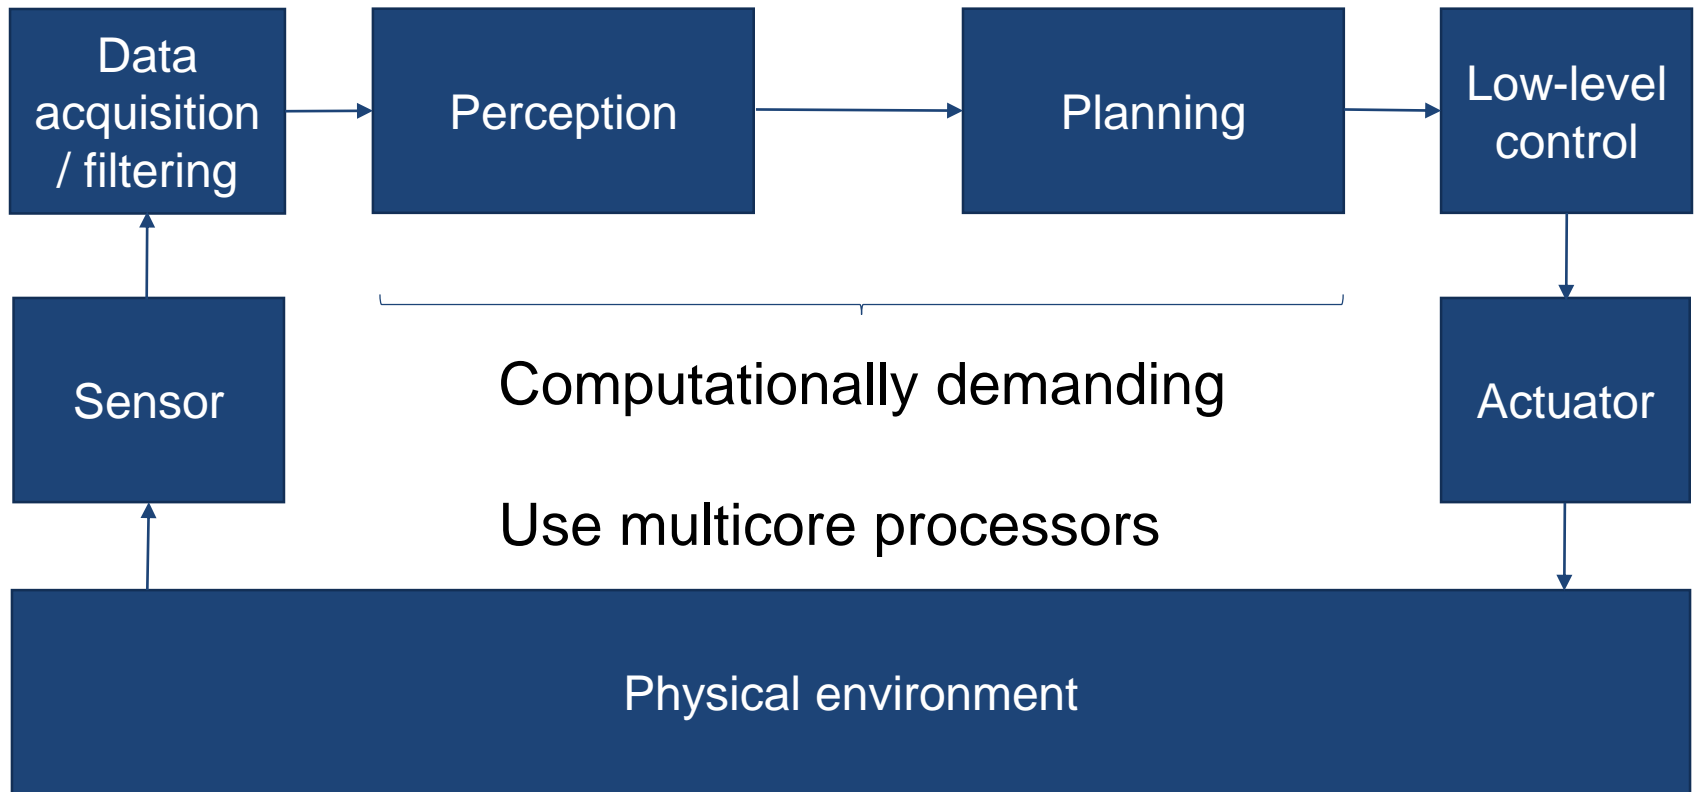 Data
acquisition
/ filtering
Perception
Planning
Low-level
control
Sensor
Computationally demanding
Use multicore processors
Actuator
Physical environment